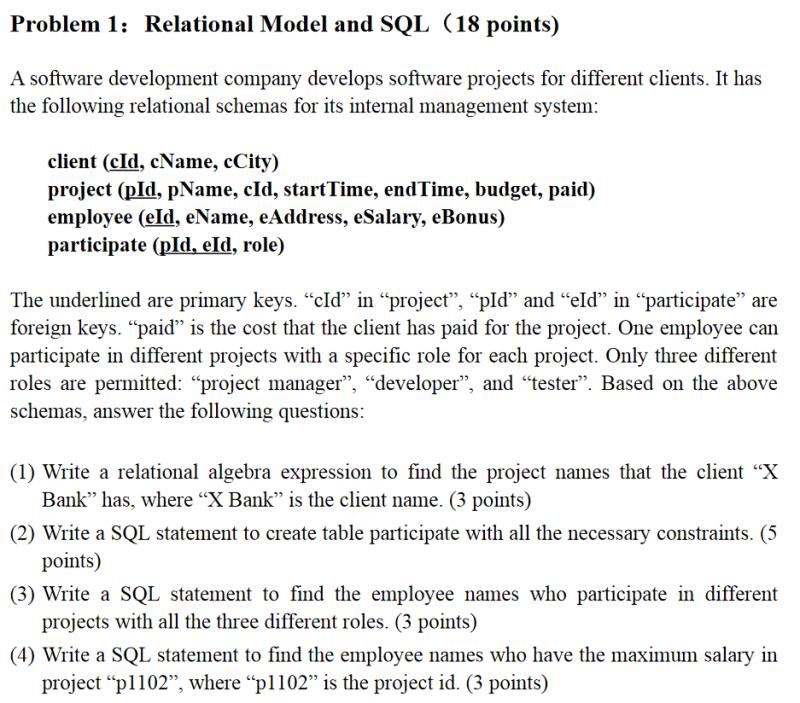 Problem 1：Relational Model and SQL（18 points)
A software development company develops software projects for different clients. It has
the following relational schemas for its internal management system:
client (cId, cName, cCity)
project (pId, pName, cId, startTime, endTime, budget, paid)
employee (eId, eName, eAddress, eSalary, eBonus)
participate (pId, eId, role)
The underlined are primary keys. “cId” in “project”, “pId” and “eId” in “participate” are
foreign keys. “paid” is the cost that the client has paid for the project. One employee can
participate in different projects with a specific role for each project. Only three different
roles are permitted: “project manager”, “developer”, and “tester”. Based on the above
schemas, answer the following questions:
(1) Write a relational algebra expression to find the project names that the client “X
Bank” has, where “X Bank” is the client name. (3 points)
(2) Write a SQL statement to create table participate with all the necessary constraints. (5
points)
(3) Write a SQL statement to find the employee names who participate in different
projects with all the three different roles. (3 points)
(4) Write a SQL statement to find the employee names who have the maximum salary in
project “p1102”, where “p1102” is the project id. (3 points)